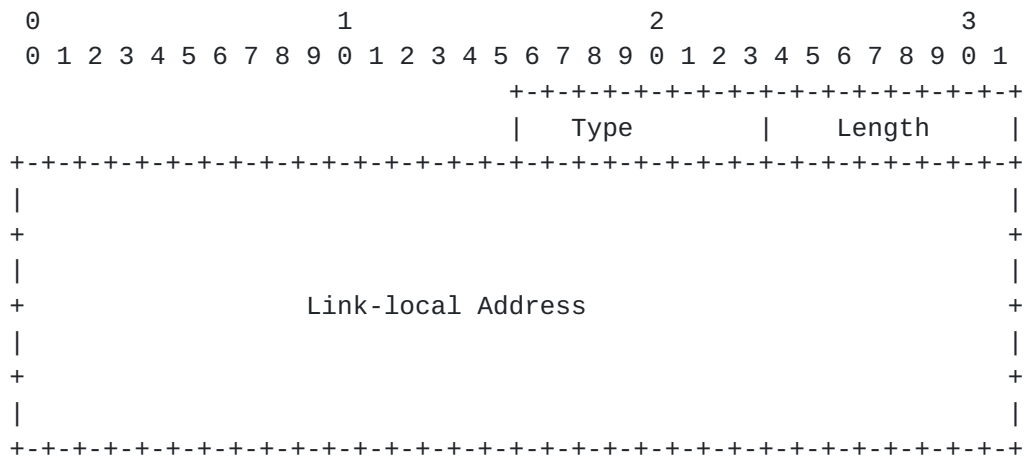 0                   1                   2                   3
 0 1 2 3 4 5 6 7 8 9 0 1 2 3 4 5 6 7 8 9 0 1 2 3 4 5 6 7 8 9 0 1
                                +-+-+-+-+-+-+-+-+-+-+-+-+-+-+-+-+
                                |   Type        |    Length     |
+-+-+-+-+-+-+-+-+-+-+-+-+-+-+-+-+-+-+-+-+-+-+-+-+-+-+-+-+-+-+-+-+
|                                                               |
+                                                               +
|                                                               |
+                  Link-local Address                           +
|                                                               |
+                                                               +
|                                                               |
+-+-+-+-+-+-+-+-+-+-+-+-+-+-+-+-+-+-+-+-+-+-+-+-+-+-+-+-+-+-+-+-+